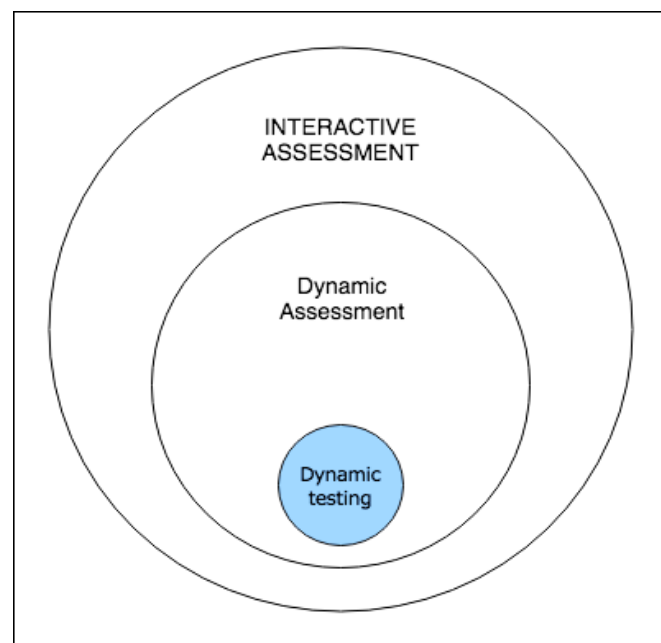 INTERACTIVE
ASSESSMENT
Dynamic
Assessment
Dynamic
testing